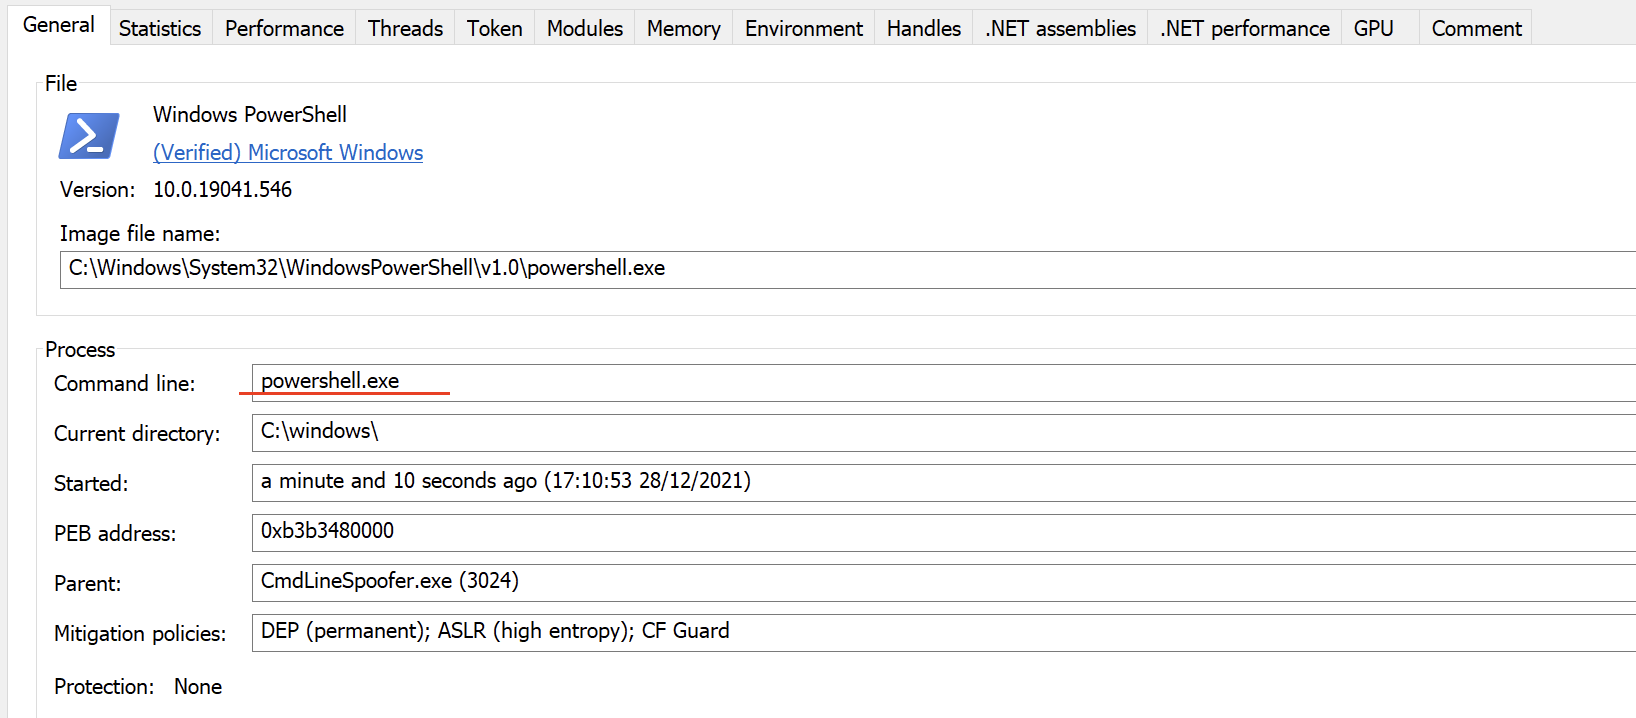 General Statistics Performance Threads Token Modules Memory Environment Handles .NET assemblies .NET performance GPU Comment
File
Windows PowerShell
(Verified) Microsoft Windows
Version: 10.0.19041.546
Image file name:
C:\Windows\System32\WindowsPowerShell\v1.0\powershell.exe
Process
Command line: powershell.exe
Current directory: C:\windows\
Started: a minute and 10 seconds ago (17:10:53 28/12/2021)
PEB address: 0xb3b3480000
Parent: CmdLineSpoofer.exe (3024)
Mitigation policies: DEP (permanent); ASLR (high entropy); CF Guard
Protection: None